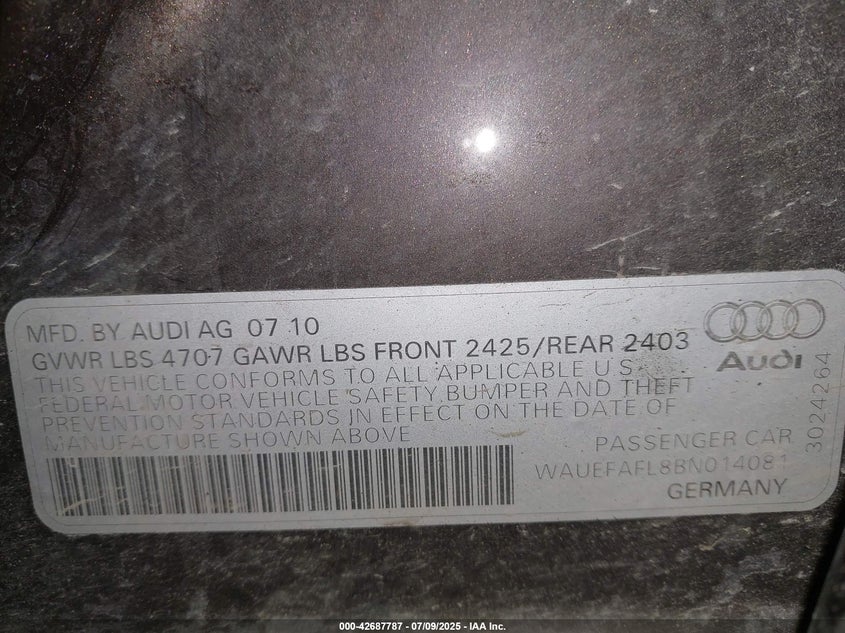 MFD. BY AUDI AG 07 10
GVWR LBS 4707 GAWR LBS FRONT 2425/REAR 2403
THIS VEHICLE CONFORMS TO ALL APPLICABLE U.S.
FEDERAL MOTOR VEHICLE SAFETY, BUMPER AND THEFT
PREVENTION STANDARDS IN EFFECT ON THE DATE OF
MANUFACTURE SHOWN ABOVE
PASSENGER CAR
WAUEFAFL8BN014081
GERMANY
Audi
3024264
000-42687787 - 07/09/2025 - IAA Inc.